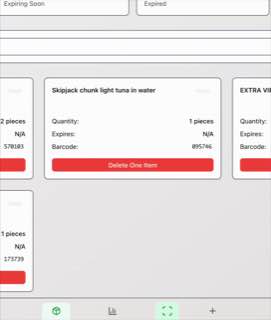 Expiring Soon
Expired
2 pieces
N/A
570103
Skipjack chunk light tuna in water
Quantity:
1 pieces
Expires:
N/A
Barcode:
095746
Delete One Item
EXTRA VI
Quantity:
Expires:
Barcode:
1 pieces
N/A
173739